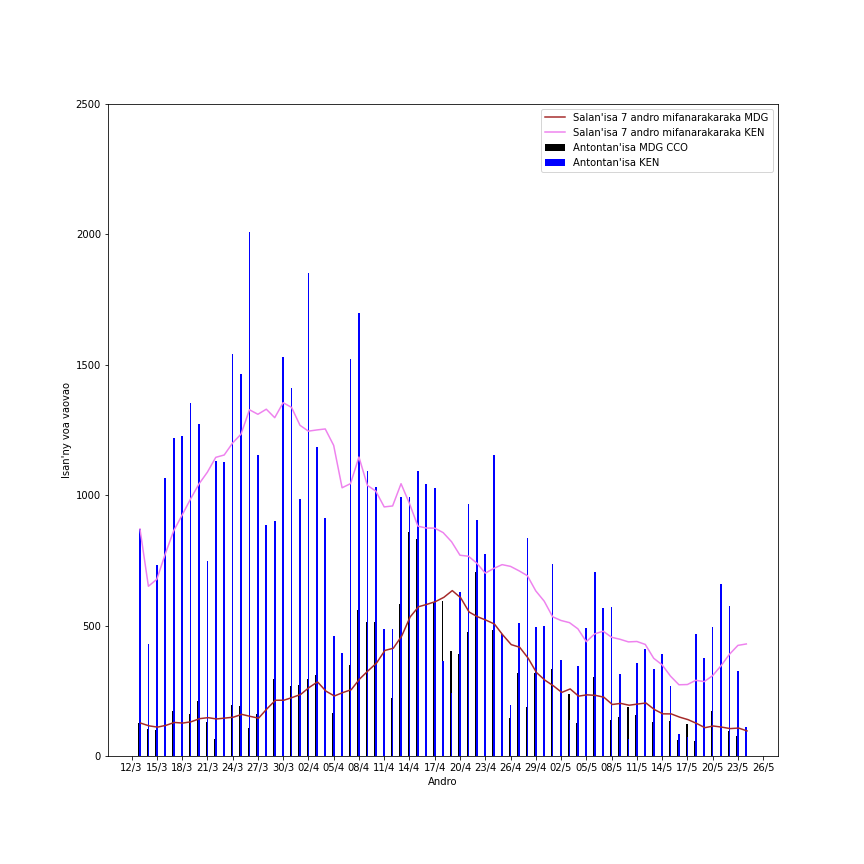 2500
2000
1500
1000
500
0
Isan'ny voa vaovao
Salan'isa 7 andro mifanarakaraka MDG
Salan'isa 7 andro mifanarakaraka KEN
Antontan'isa MDG CCO
Antontan'isa KEN
12/3 15/3 18/3 21/3 24/3 27/3 30/3 02/4 05/4 08/4 11/4 14/4 17/4 20/4 23/4 26/4 29/4 02/5 05/5 08/5 11/5 14/5 17/5 20/5 23/5 26/5
Andro